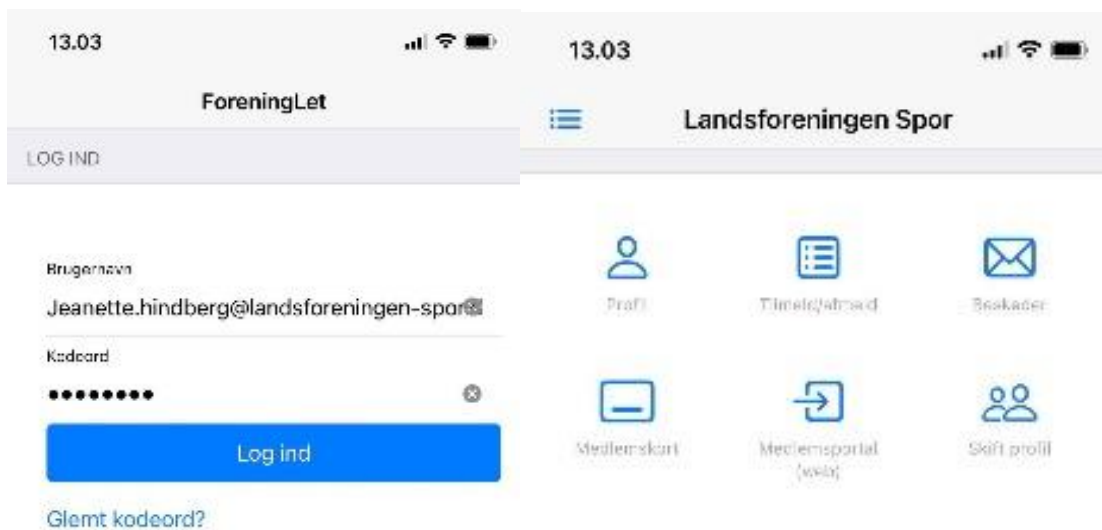 13.03
ForeningLet
LOG IND
Brugernavn
Jeanette.hindberg@landsforeningen-spor
Kodeord
••••••••
Log ind
Glemt kodeord?
13.03
Landsforeningen Spor
Profil
Tilmeld/afmeld
Beskeder
Medlemskort
Medlemsportal
(web)
Skift profil